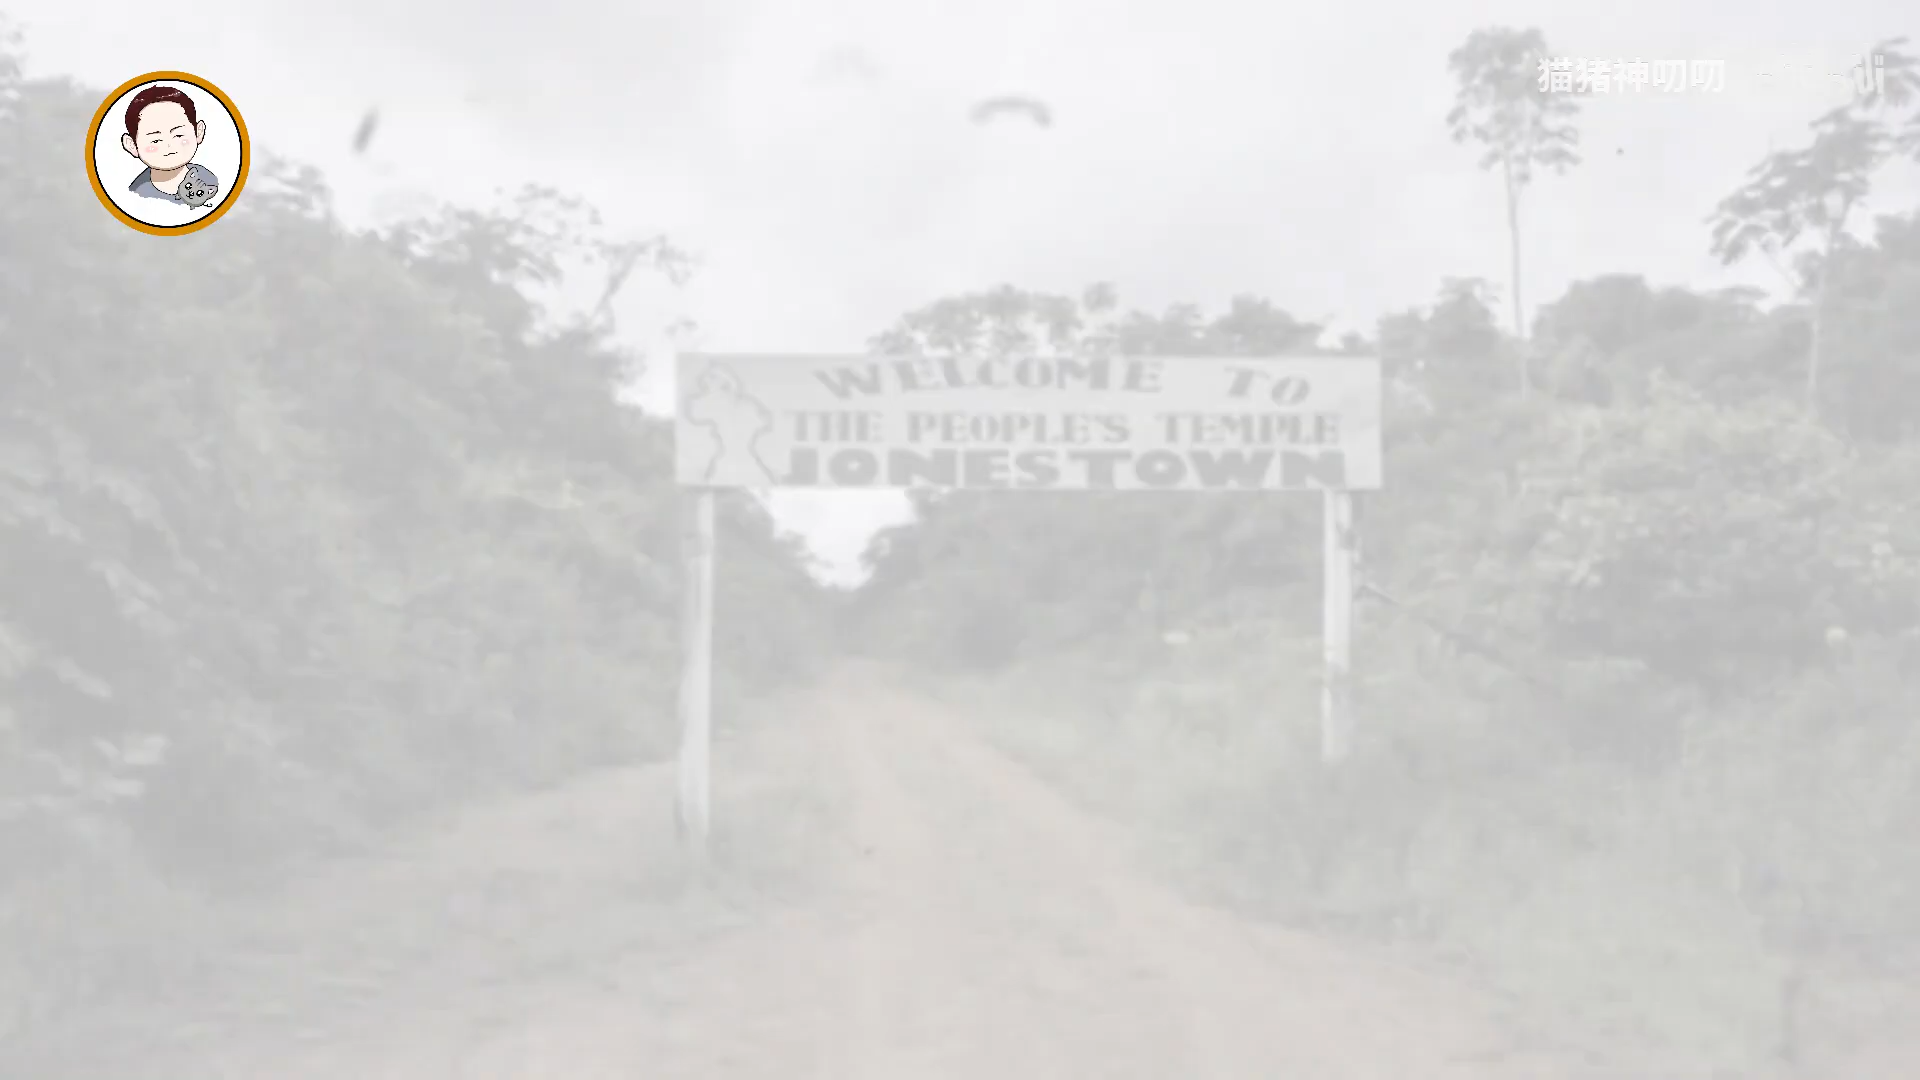 猫猪神叨叨
WELCOME TO
THE PEOPLE'S TEMPLE
JONESTOWN